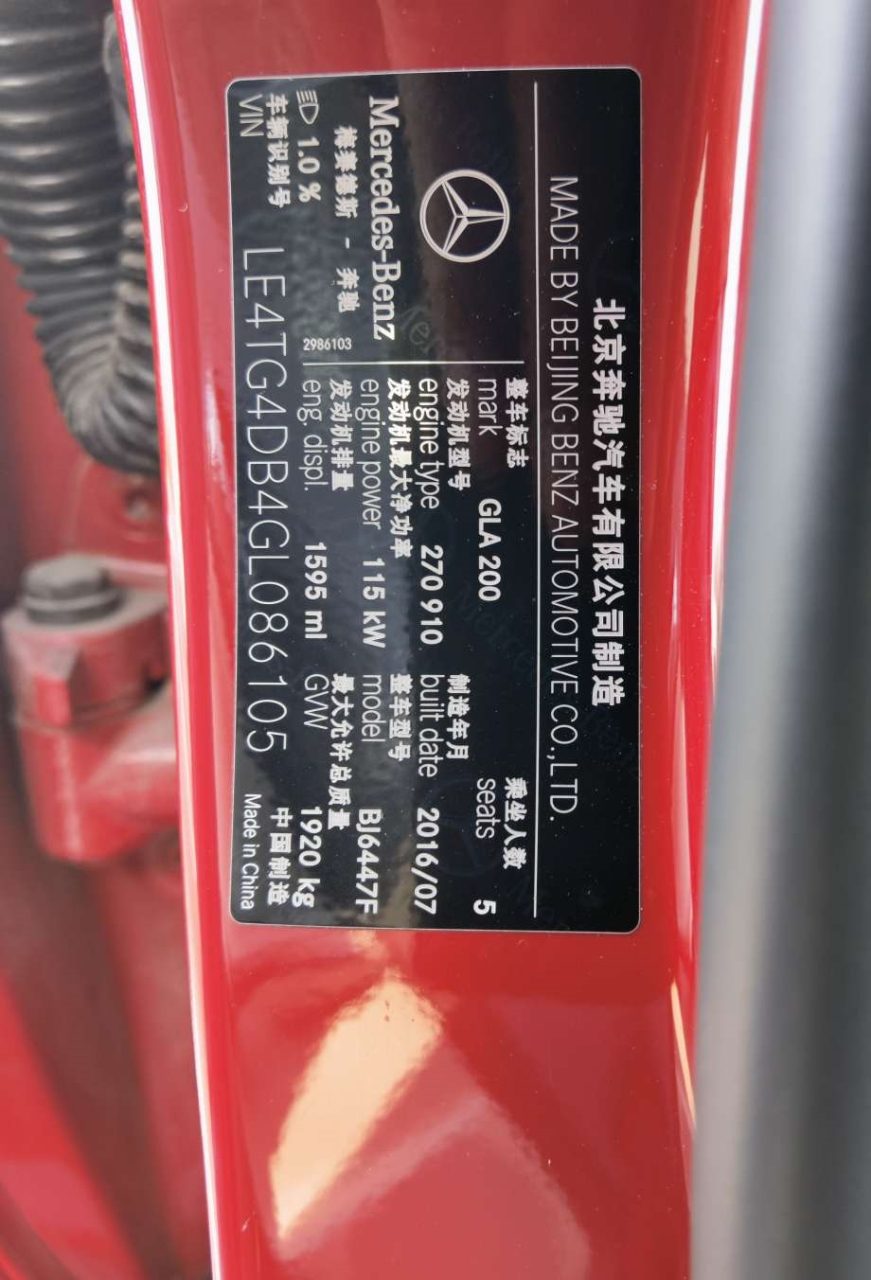 北京奔驰汽车有限公司制造
MADE BY BEIJING BENZ AUTOMOTIVE CO.,LTD.
Mercedes-Benz
梅赛德斯 - 奔驰
1.0 %
2986103
整车标志
mark GLA 200
乘坐人数
seats 5
发动机型号
engine type 270 910
制造年月
built date 2016/07
发动机最大净功率
engine power 115 kW
整车型号
model BJ6447F
发动机排量
eng. displ. 1595 ml
最大允许总质量
GVW 1920 kg
车辆识别号
VIN LE4TG4DB4GL086105
中国制造
Made in China